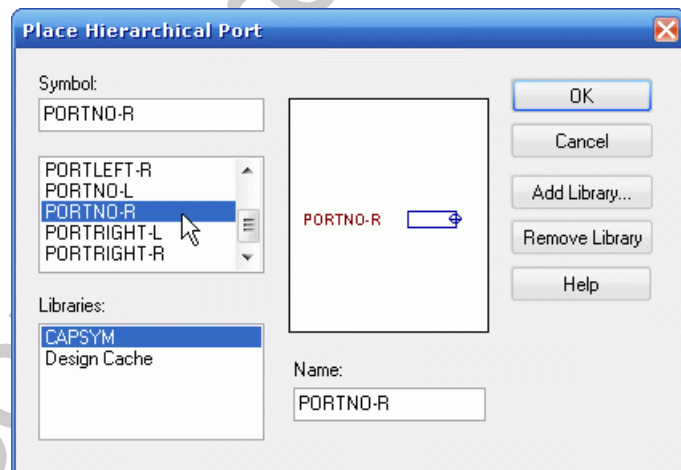 Place Hierarchical Port
Symbol:
PORTNO-R
PORTLEFT-R
PORTNO-L
PORTNO-R
PORTRIGHT-L
PORTRIGHT-R
Libraries:
CAPSYM
Design Cache
PORTNO-R
Name:
PORTNO-R
OK
Cancel
Add Library...
Remove Library
Help